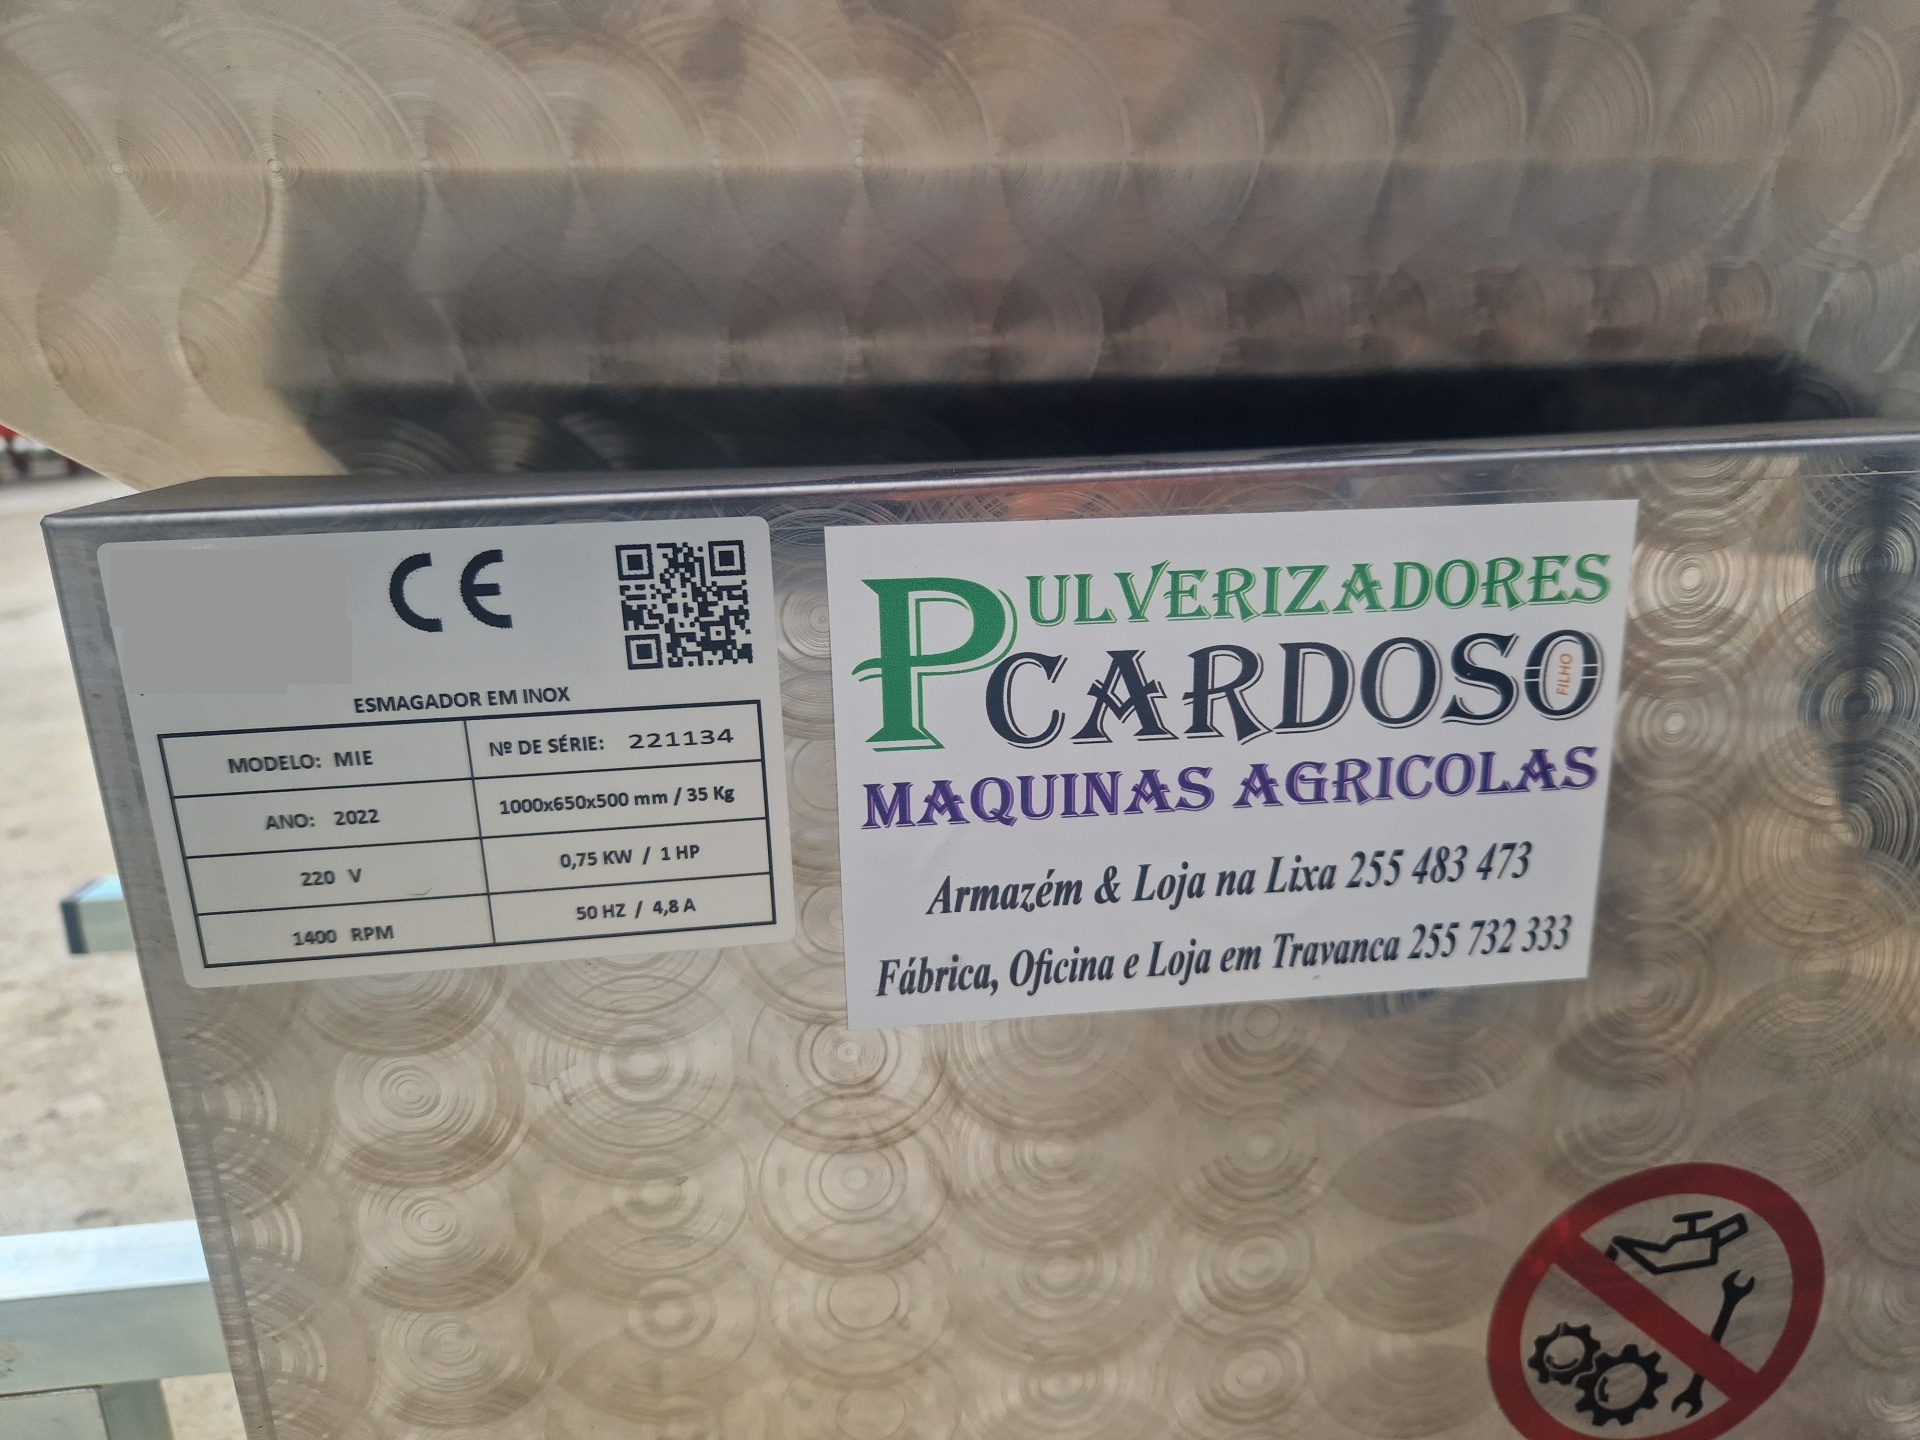 CE
ESMAGADOR EM INOX
MODELO: MIE
Nº DE SÉRIE: 221134
ANO: 2022
1000x650x500 mm / 35 Kg
220 V
0,75 KW / 1 HP
1400 RPM
50 HZ / 4,8 A
PULVERIZADORES
CARDOSO
FILHO
MAQUINAS AGRICOLAS
Armazém & Loja na Lixa 255 483 473
Fábrica, Oficina e Loja em Travanca 255 732 333